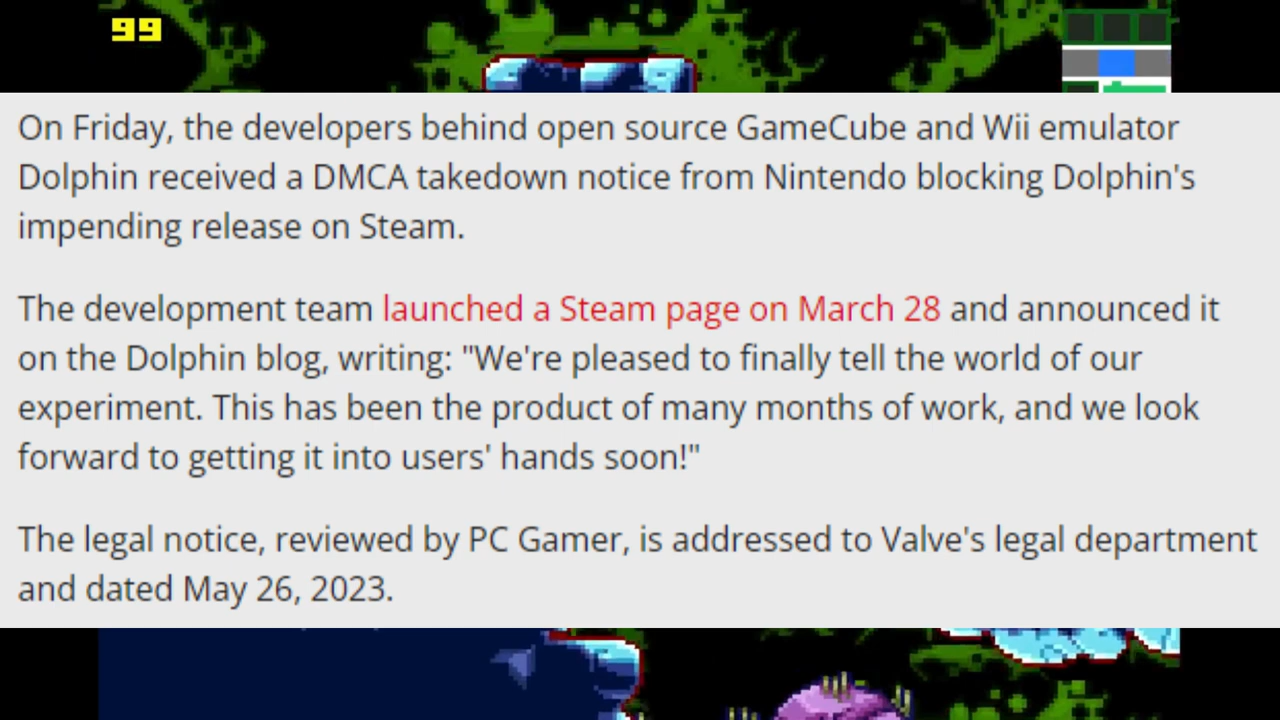 99
On Friday, the developers behind open source GameCube and Wii emulator
Dolphin received a DMCA takedown notice from Nintendo blocking Dolphin's
impending release on Steam.
The development team launched a Steam page on March 28 and announced it
on the Dolphin blog, writing: "We're pleased to finally tell the world of our
experiment. This has been the product of many months of work, and we look
forward to getting it into users' hands soon!"
The legal notice, reviewed by PC Gamer, is addressed to Valve's legal department
and dated May 26, 2023.